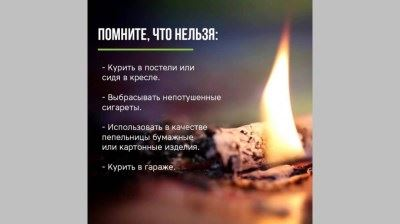 ПОМНИТЕ, ЧТО НЕЛЬЗЯ:
- Курить в постели или
сидя в кресле.
- Выбрасывать непотушенные
сигареты.
- Использовать в качестве
пепельницы бумажные
или картонные изделия.
- Курить в гараже.